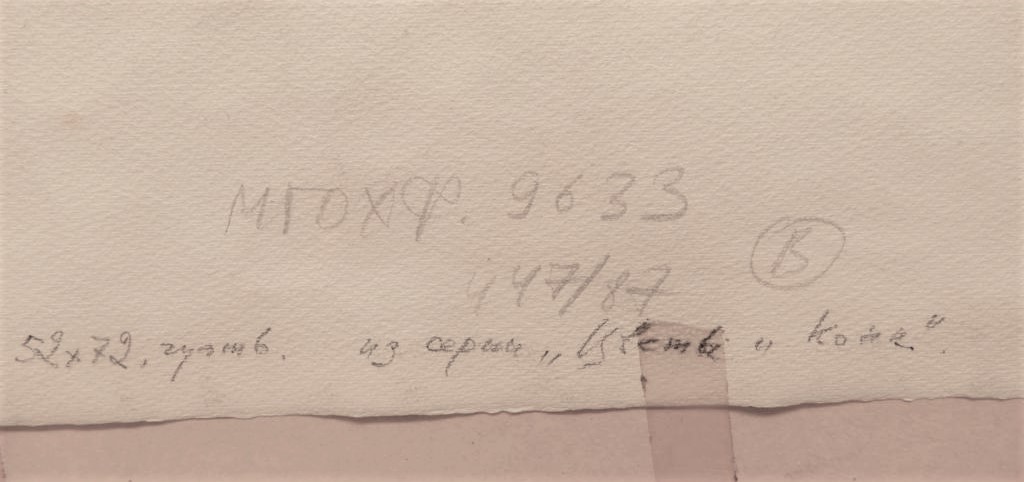 МГОХФ. 9633
447/87
В
52х72, гуашь. из серии „Цветы и Кони“.